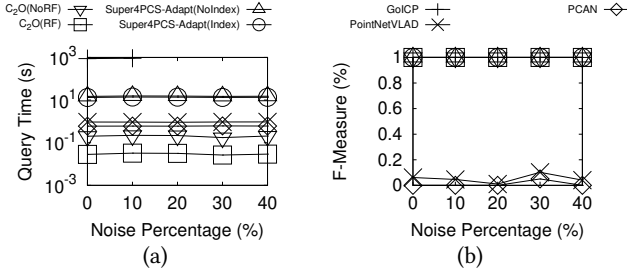 C₂O(NoRF) Super4PCS-Adapt(NoIndex) GoICP PCAN
C₂O(RF) Super4PCS-Adapt(Index) PointNetVLAD
Query Time (s)
10³
10¹
10⁻¹
10⁻³
0 10 20 30 40
Noise Percentage (%)
(a)
F-Measure (%)
1
0.8
0.6
0.4
0.2
0
0 10 20 30 40
Noise Percentage (%)
(b)